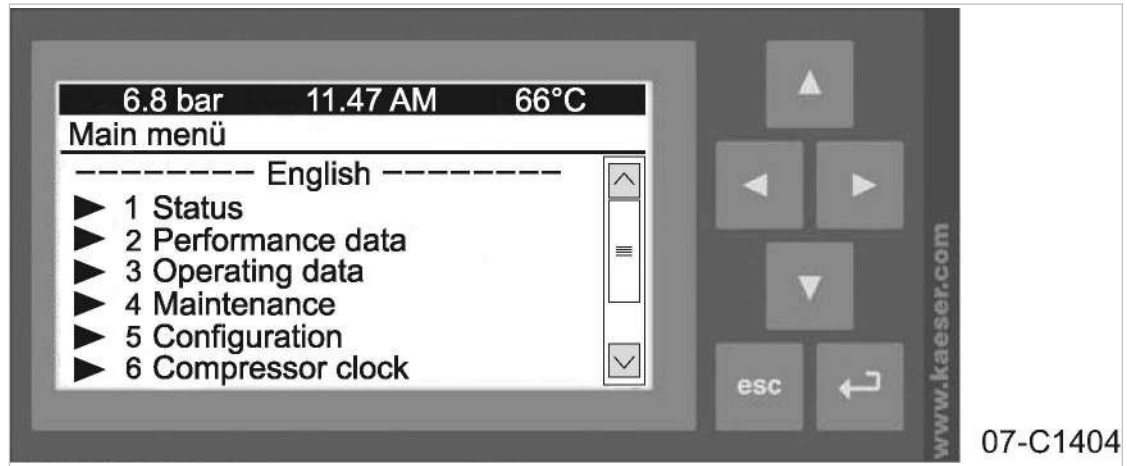 6.8 bar 11.47 AM 66°C
Main menü
-------- English --------
1 Status
2 Performance data
3 Operating data
4 Maintenance
5 Configuration
6 Compressor clock
esc
www.kaeser.com
07-C1404